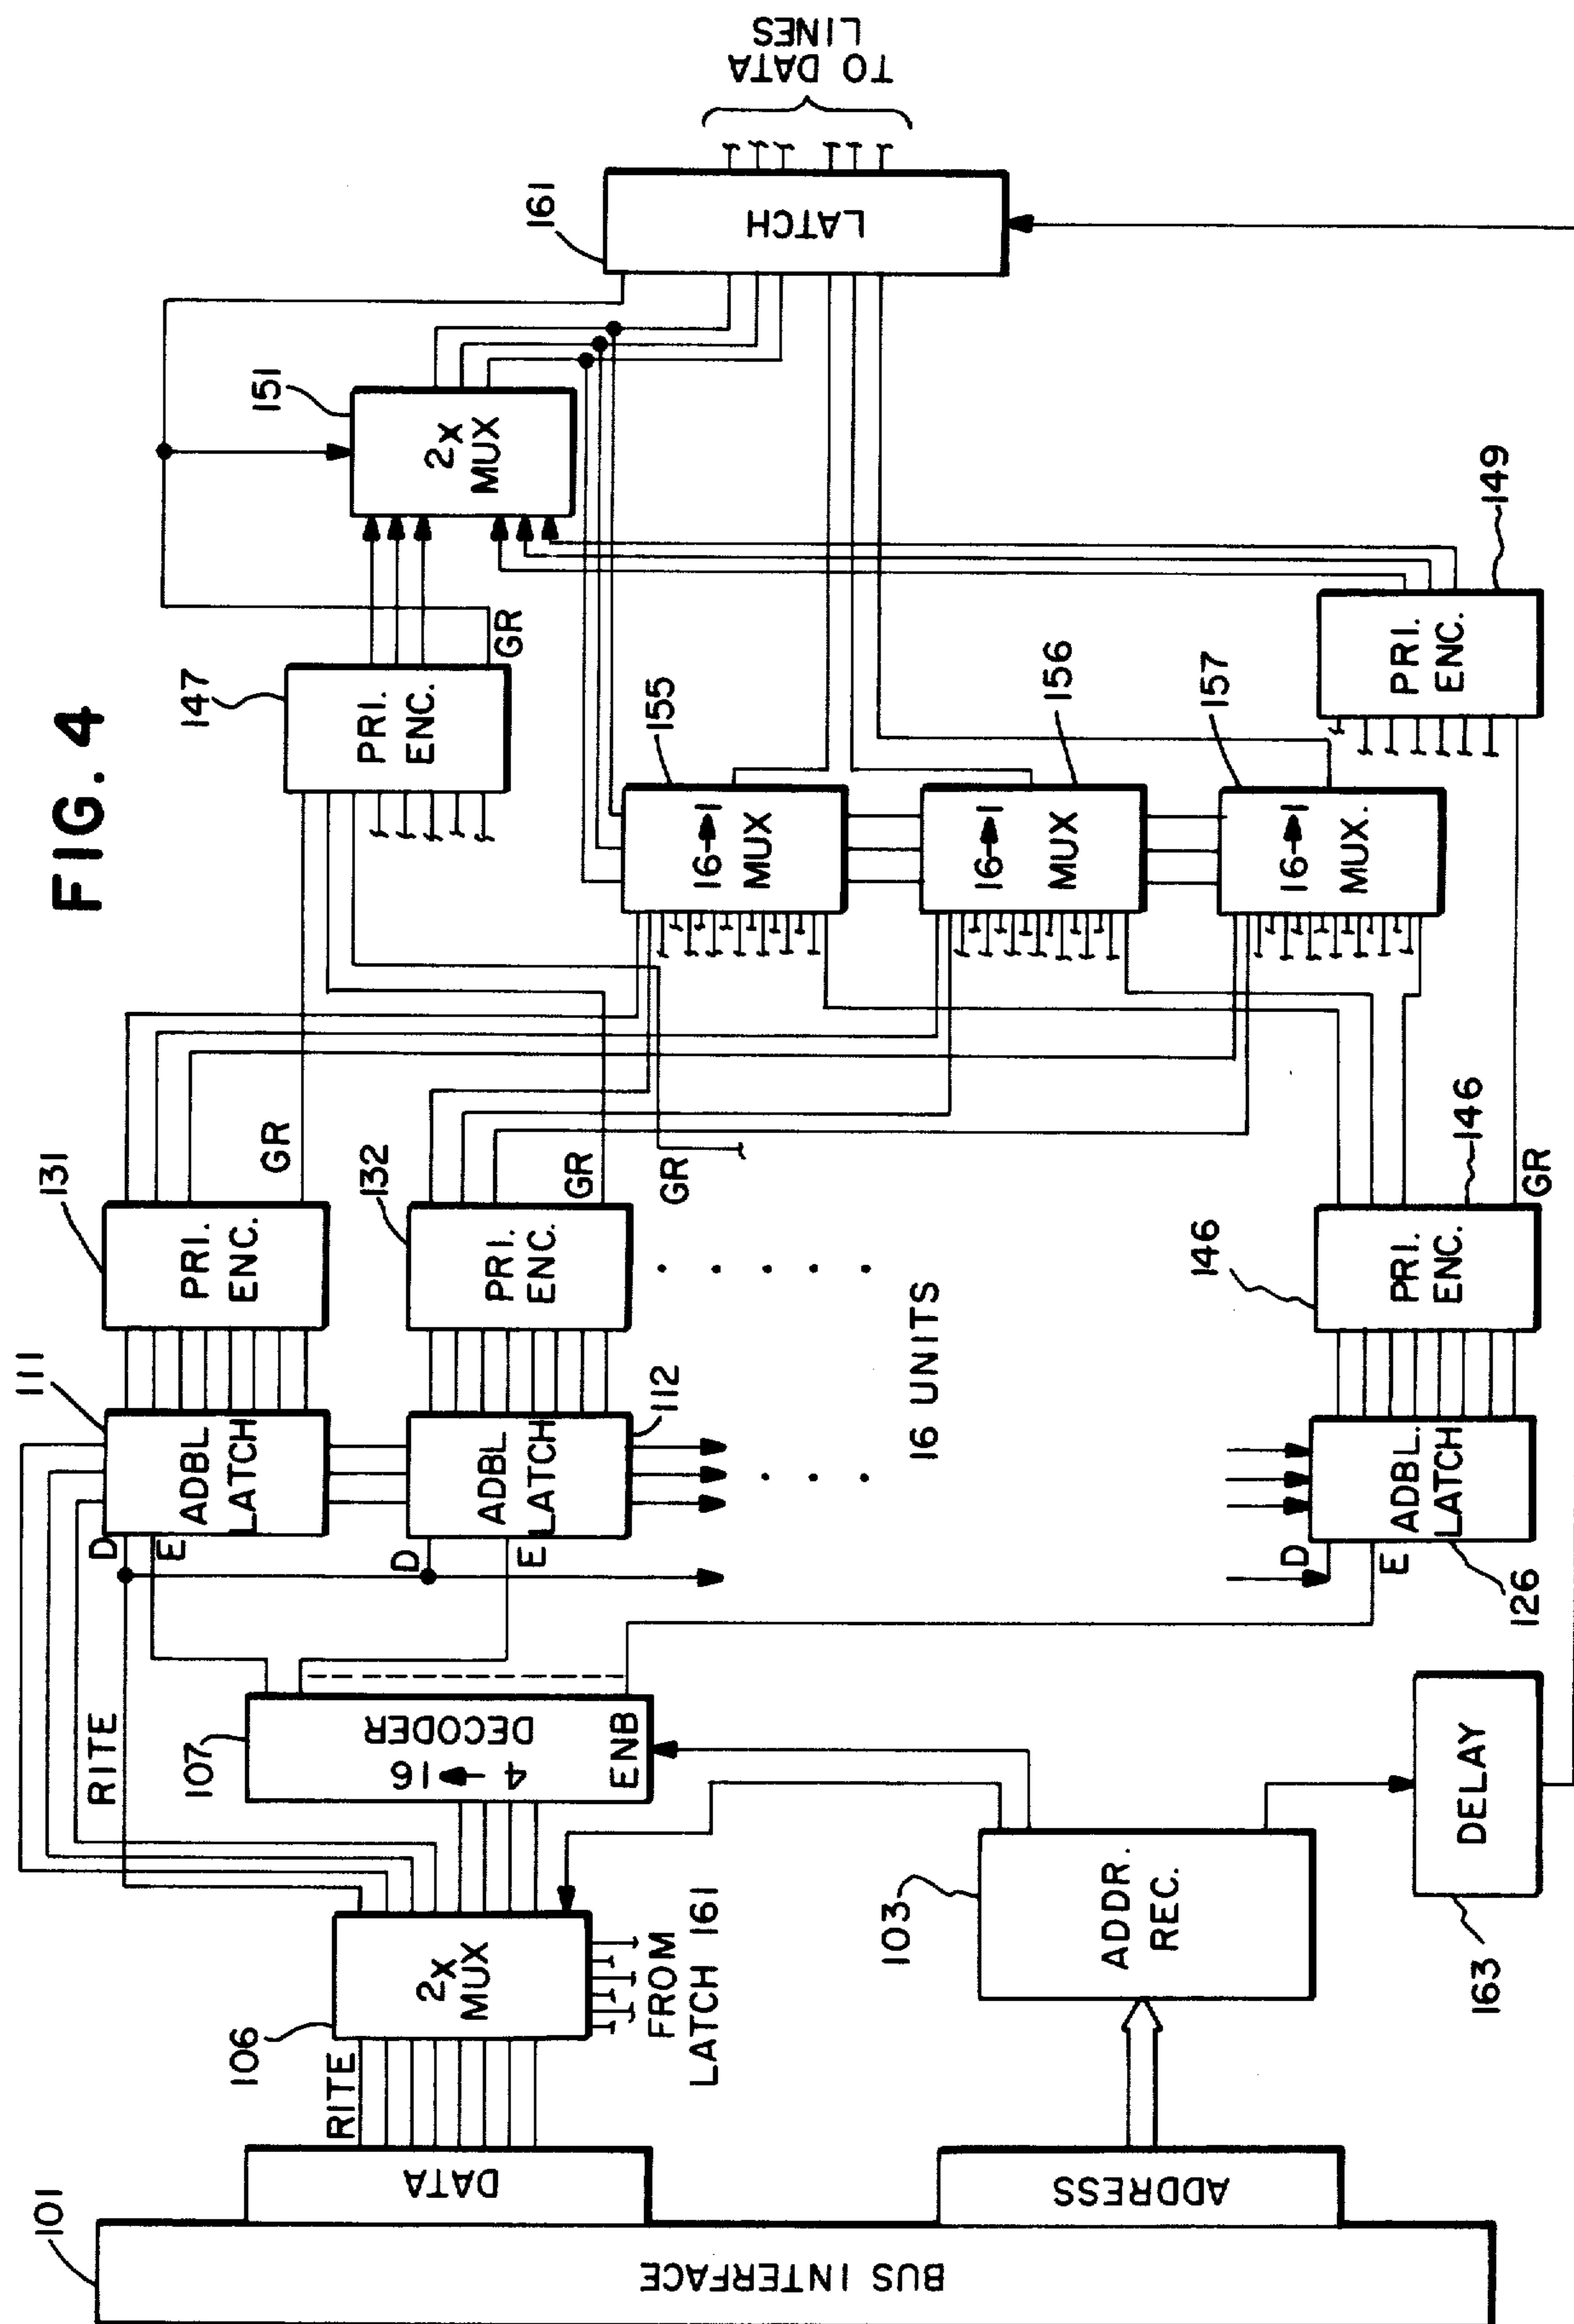 FIG. 4
101
BUS INTERFACE
DATA
ADDRESS
RITE
106
2x
MUX
FROM
LATCH 161
103
ADDR.
REC.
163
DELAY
RITE
107
4→16
DECODER
ENB
111
D
E
ADBL
LATCH
112
D
E
ADBL
LATCH
126
D
E
ADBL.
LATCH
16 UNITS
131
PRI.
ENC.
GR
132
PRI.
ENC.
GR
GR
146
PRI.
ENC.
146
GR
147
PRI.
ENC.
GR
155
16→1
MUX
156
16→1
MUX
157
16→1
MUX.
149
PRI.
ENC.
151
2x
MUX
161
LATCH
TO DATA
LINES